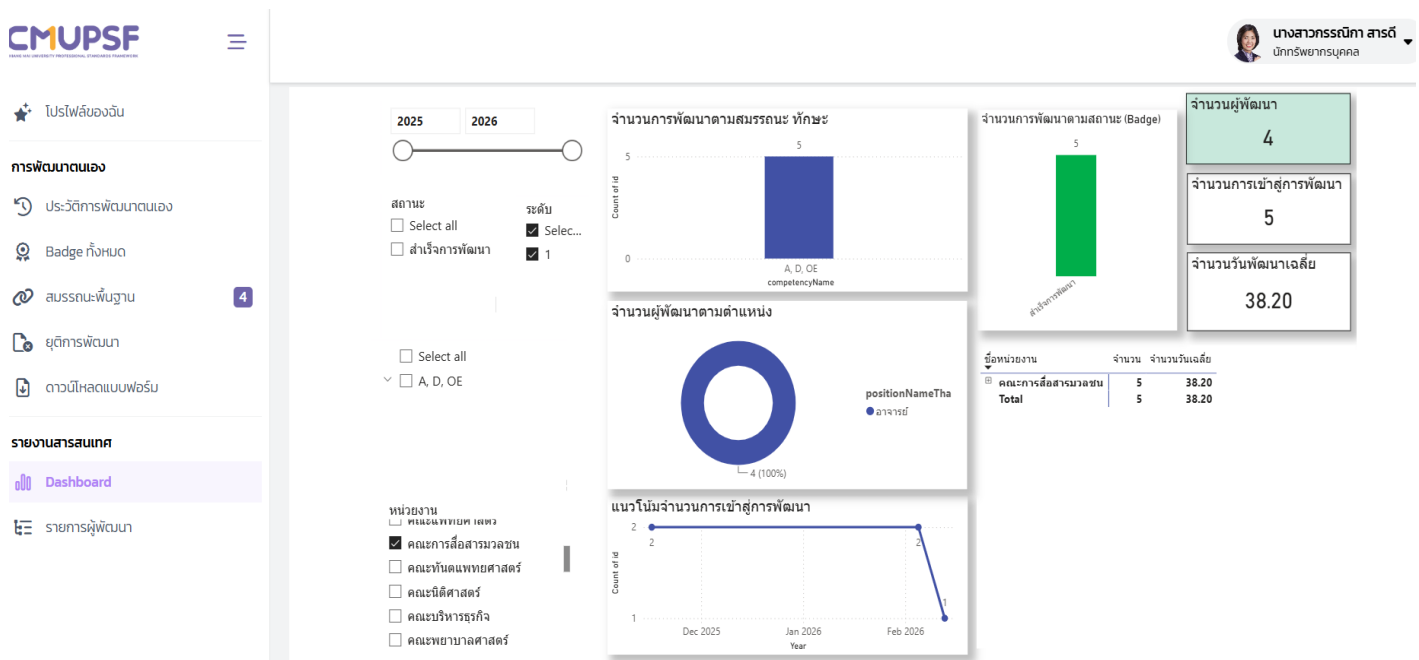 CMUPSF
CHIANG MAI UNIVERSITY PROFESSIONAL STANDARDS FRAMEWORK
นางสาวกรรณิกา สารดี
นักทรัพยากรบุคคล
โปรไฟล์ของฉัน
การพัฒนาตนเอง
ประวัติการพัฒนาตนเอง
Badge ทั้งหมด
สมรรถนะพื้นฐาน 4
ยุติการพัฒนา
ดาวน์โหลดแบบฟอร์ม
รายงานสารสนเทศ
Dashboard
รายการผู้พัฒนา
2025 2026
สถานะ
Select all
สำเร็จการพัฒนา
ระดับ
Selec...
1
Select all
A, D, OE
หน่วยงาน
คณะแพทยศาสตร์
คณะการสื่อสารมวลชน
คณะทันตแพทยศาสตร์
คณะนิติศาสตร์
คณะบริหารธุรกิจ
คณะพยาบาลศาสตร์
จำนวนการพัฒนาตามสมรรถนะ ทักษะ
5
5
Count of id
0
A, D, OE
competencyName
จำนวนผู้พัฒนาตามตำแหน่ง
positionNameTha
อาจารย์
4 (100%)
แนวโน้มจำนวนการเข้าสู่การพัฒนา
2
2
2
Count of id
1
1
Dec 2025 Jan 2026 Feb 2026
Year
จำนวนการพัฒนาตามสถานะ (Badge)
5
สำเร็จการพัฒนา
จำนวนผู้พัฒนา
4
จำนวนการเข้าสู่การพัฒนา
5
จำนวนวันพัฒนาเฉลี่ย
38.20
ชื่อหน่วยงาน จำนวน จำนวนวันเฉลี่ย
คณะการสื่อสารมวลชน 5 38.20
Total 5 38.20